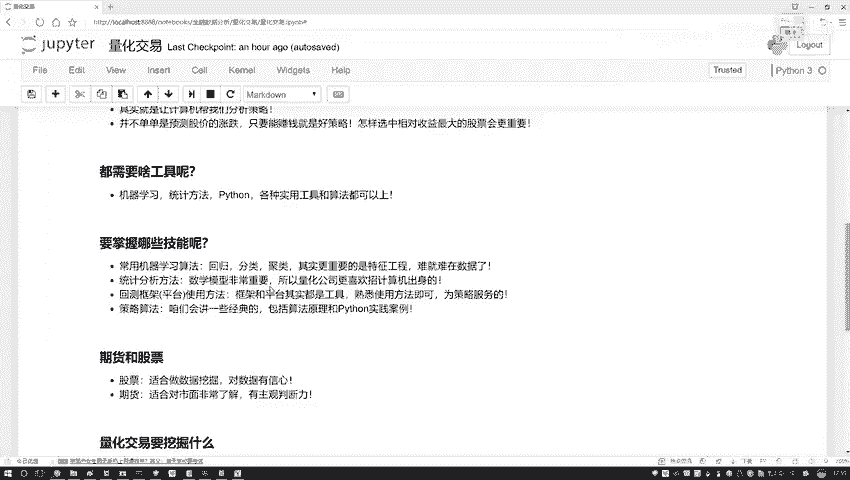 量化交易
http://localhost:8888/notebooks/金融数据分析/量化交易/量化交易.ipynb#
jupyter 量化交易 Last Checkpoint: an hour ago (autosaved)
Logout
File Edit View Insert Cell Kernel Widgets Help
Trusted
Python 3
Markdown
其实就是让计算机帮我们分析策略!
并不单单是预测股价的涨跌，只要能赚钱就是好策略! 怎样选中相对收益最大的股票会更重要!
都需要啥工具呢?
机器学习，统计方法，Python，各种实用工具和算法都可以上!
要掌握哪些技能呢?
常用机器学习算法: 回归，分类，聚类，其实更重要的是特征工程，难就难在数据了!
统计分析方法: 数学模型非常重要，所以量化公司更喜欢招计算机出身的!
回测框架(平台)使用方法: 框架和平台其实都是工具，熟悉使用方法即可，为策略服务的!
策略算法: 咱们会讲一些经典的，包括算法原理和Python实践案例!
期货和股票
股票: 适合做数据挖掘，对数据有信心!
期货: 适合对市面非常了解，有主观判断力!
量化交易要挖掘什么